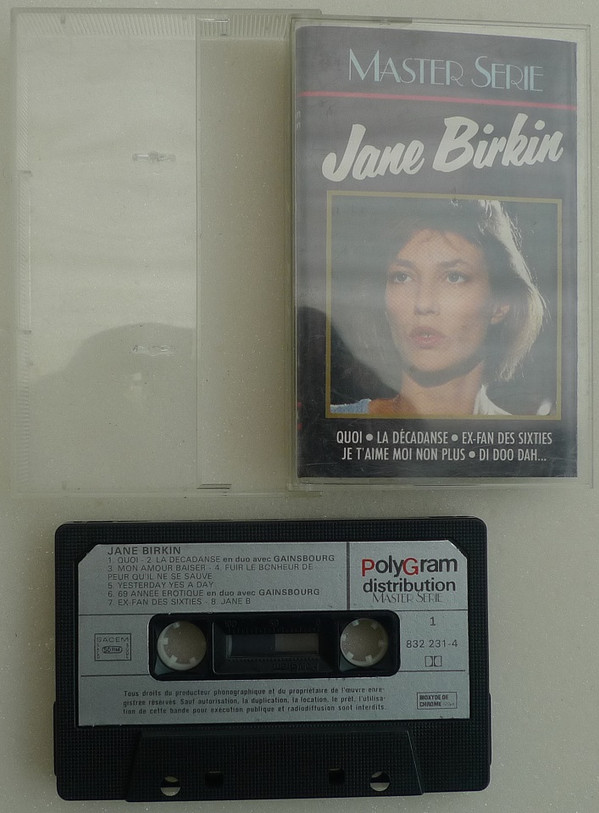 MASTER SERIE
Jane Birkin
QUOI • LA DÉCADANSE • EX-FAN DES SIXTIES
JE T'AIME MOI NON PLUS • DI DOO DAH...
JANE BIRKIN
1. QUOI - 2. LA DECADANSE en duo avec GAINSBOURG
3. MON AMOUR BAISER - 4. FUIR LE BONHEUR DE
PEUR QU'IL NE SE SAUVE
5. YESTERDAY YES A DAY
6. 69 ANNEE EROTIQUE en duo avec GAINSBOURG
7. EX-FAN DES SIXTIES - 8. JANE B
PolyGram
distribution
MASTER SERIE
1
832 231-4
SACEM
Tous droits du producteur phonographique et du propriétaire de l'œuvre enre-
gistrée réservés. Sauf autorisation, la duplication, la location, le prêt, l'utilisa-
tion de cette bande pour exécution publique et radiodiffusion sont interdits.
BIOXYDE DE
CHROME